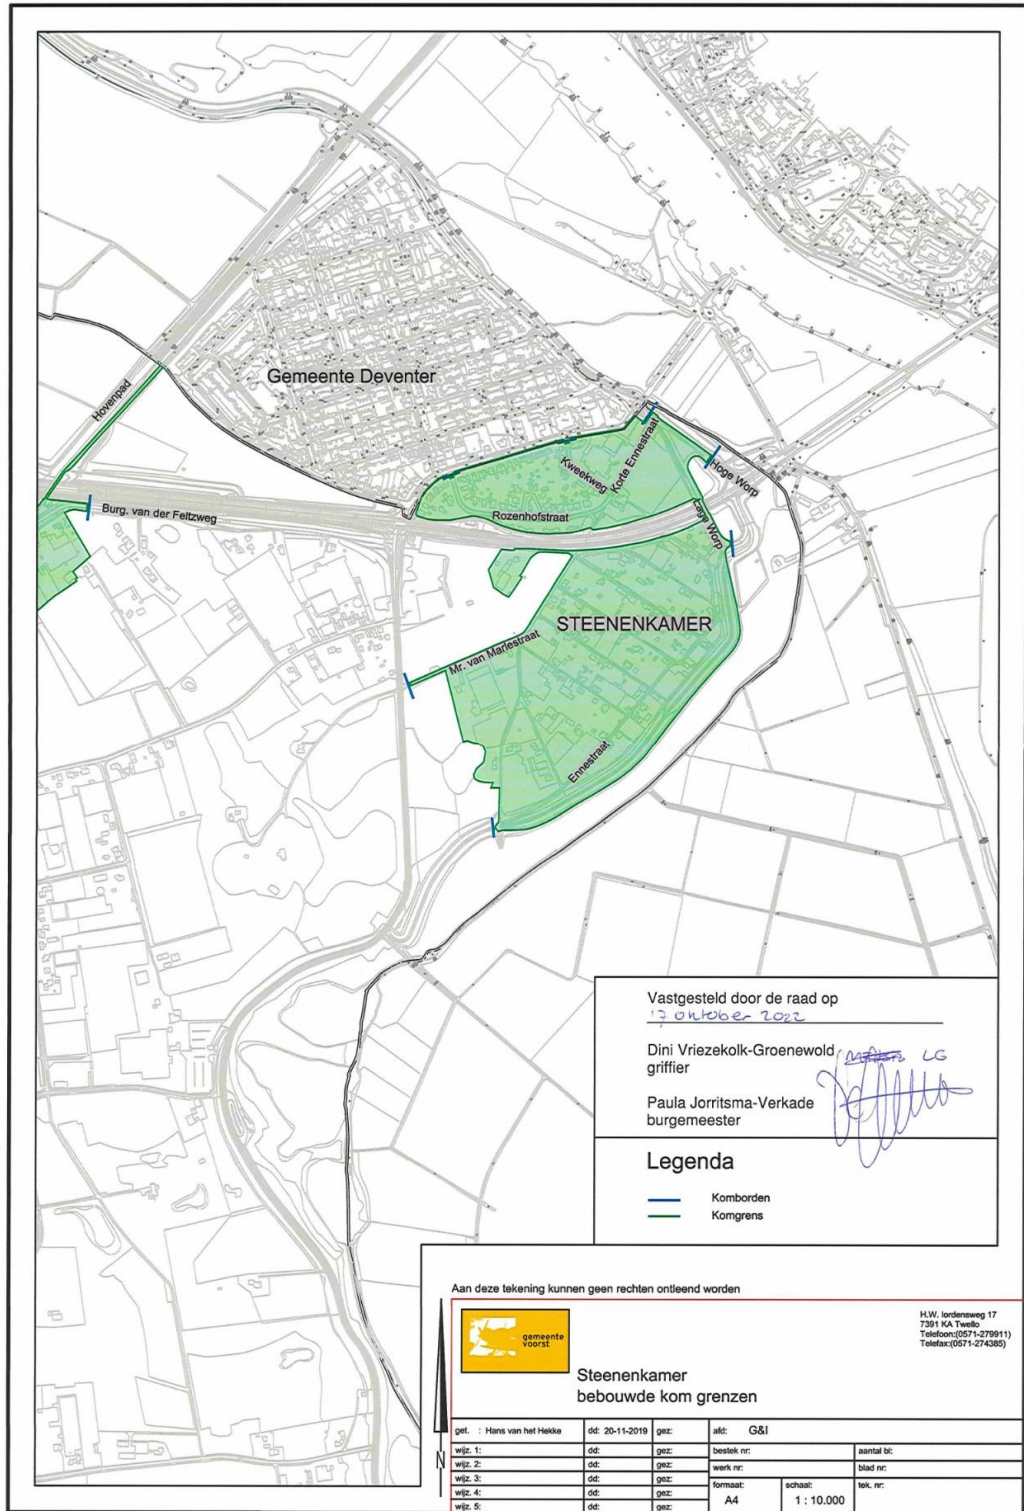 Gemeente Deventer
Hovenpad
Korte Ennestraat
Kweekweg
Hoge Worp
Burg. van der Feltzweg
Rozenhofstraat
Lage Worp
STEENENKAMER
Mr. van Marlestraat
Ennestraat
Vastgesteld door de raad op
17 oktober 2022
Dini Vriezekolk-Groenewold
griffier
LG
Paula Jorritsma-Verkade
burgemeester
Legenda
Komborden
Komgrens
Aan deze tekening kunnen geen rechten ontleend worden
gemeente
voorst
H.W. Iordensweg 17
7391 KA Twello
Telefoon:(0571-279911)
Telefax:(0571-274385)
Steenenkamer
bebouwde kom grenzen
get. : Hans van het Hekke dd: 20-11-2019 gez: afd: G&I
wijz. 1: dd: gez: bestek nr: aantal bl:
wijz. 2: dd: gez: werk nr: blad nr:
wijz. 3: dd: gez: formaat: schaal: tek. nr:
wijz. 4: dd: gez: A4 1 : 10.000
wijz. 5: dd: gez:
N